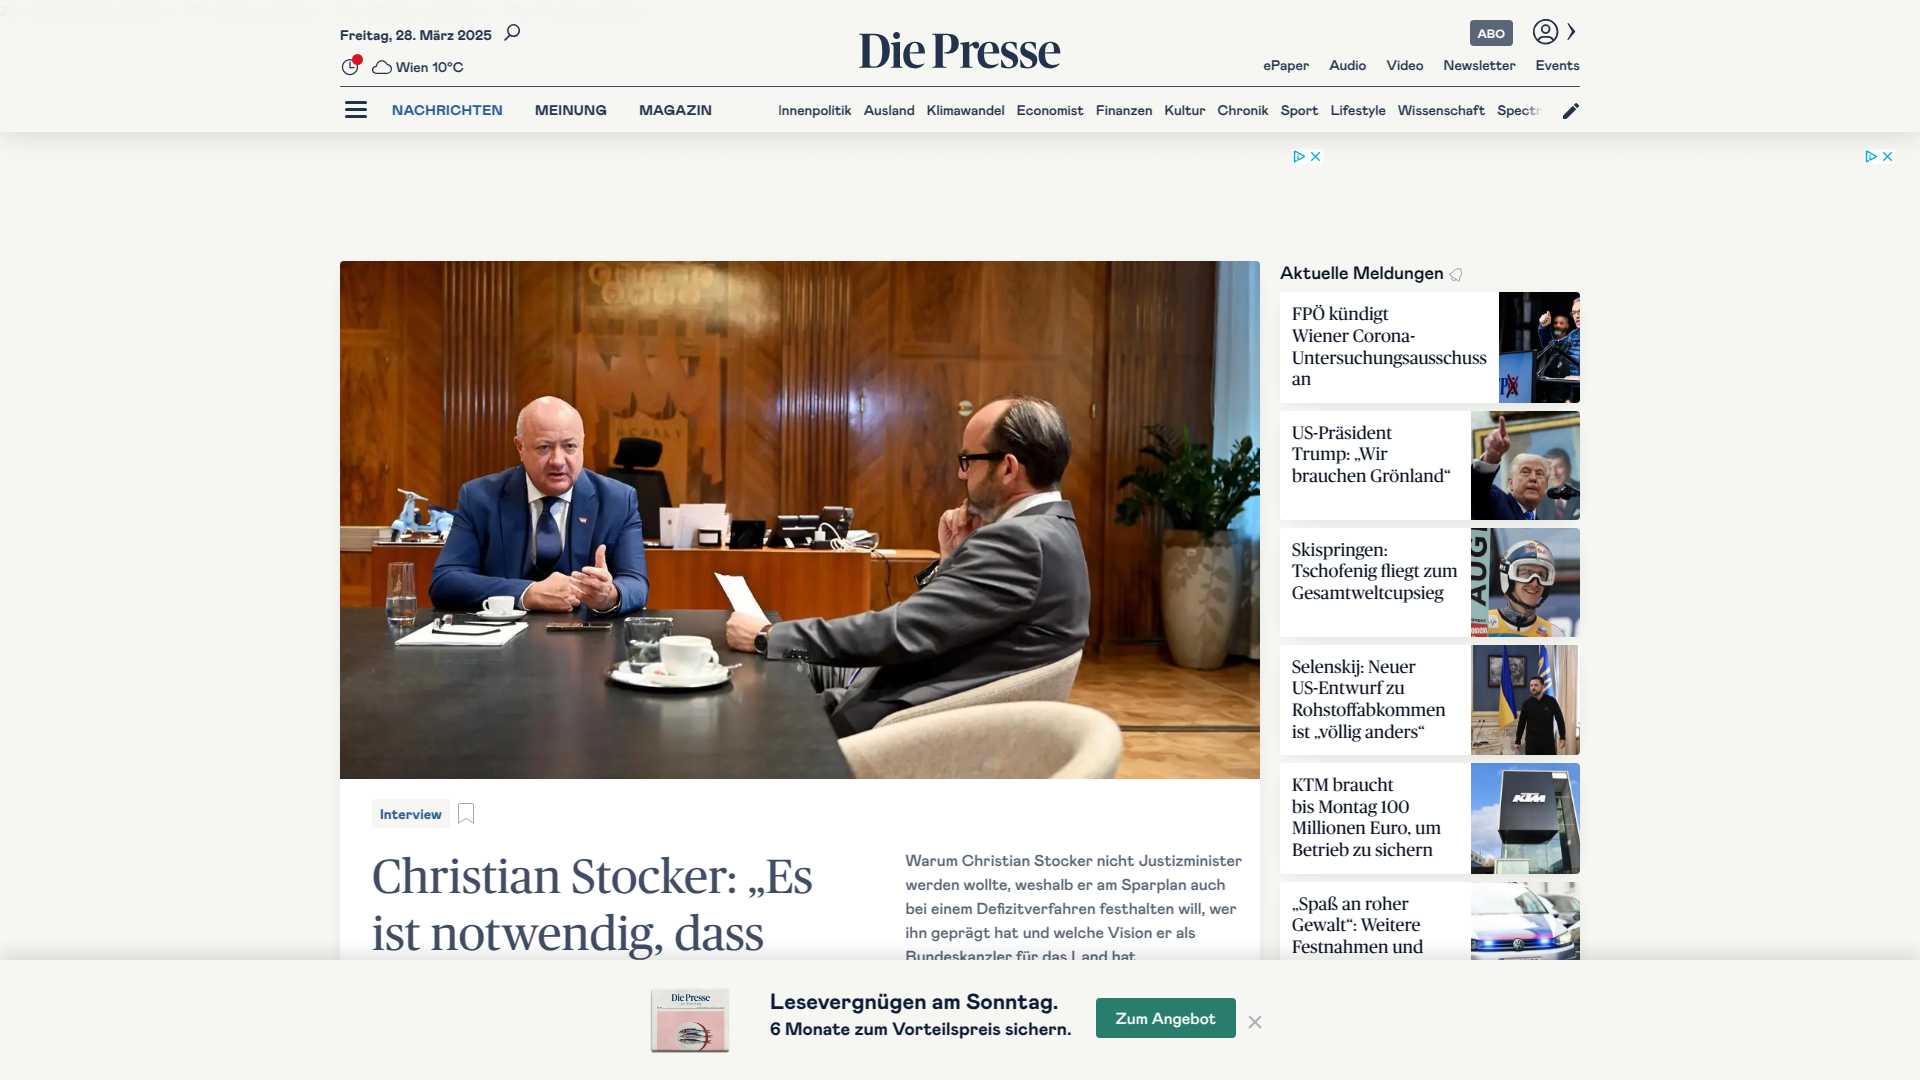 Freitag, 28. März 2025
Wien 10°C
Die Presse
ABO
ePaper Audio Video Newsletter Events
NACHRICHTEN MEINUNG MAGAZIN
Innenpolitik Ausland Klimawandel Economist Finanzen Kultur Chronik Sport Lifestyle Wissenschaft Spectr
Interview
Christian Stocker: „Es
ist notwendig, dass
Warum Christian Stocker nicht Justizminister
werden wollte, weshalb er am Sparplan auch
bei einem Defizitverfahren festhalten will, wer
ihn geprägt hat und welche Vision er als
Bundeskanzler für das Land hat.
Aktuelle Meldungen
FPÖ kündigt
Wiener Corona-
Untersuchungsausschuss
an
US-Präsident
Trump: „Wir
brauchen Grönland“
Skispringen:
Tschofenig fliegt zum
Gesamtweltcupsieg
AUG
Selenskij: Neuer
US-Entwurf zu
Rohstoffabkommen
ist „völlig anders“
KTM braucht
bis Montag 100
Millionen Euro, um
Betrieb zu sichern
KTM
„Spaß an roher
Gewalt“: Weitere
Festnahmen und
Die Presse
Lesevergnügen am Sonntag.
6 Monate zum Vorteilspreis sichern.
Zum Angebot